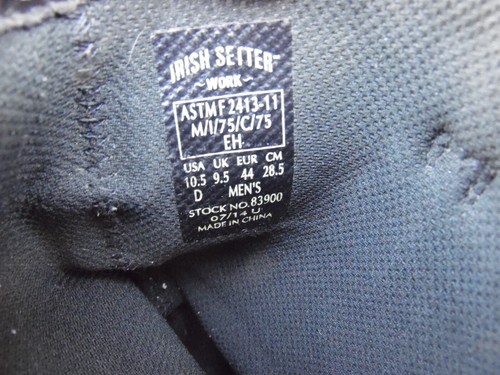 IRISH SETTER
~WORK~
ASTM F 2413-11
M/I/75/C/75
EH
USA UK EUR CM
10.5 9.5 44 28.5
D MEN'S
STOCK NO.83900
07/14 U
MADE IN CHINA